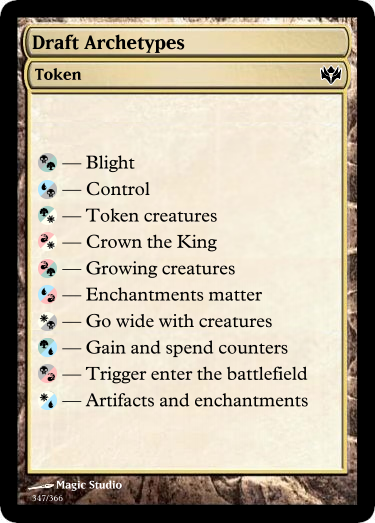 Draft Archetypes
Token
— Blight
— Control
— Token creatures
— Crown the King
— Growing creatures
— Enchantments matter
— Go wide with creatures
— Gain and spend counters
— Trigger enter the battlefield
— Artifacts and enchantments
Magic Studio
347/366